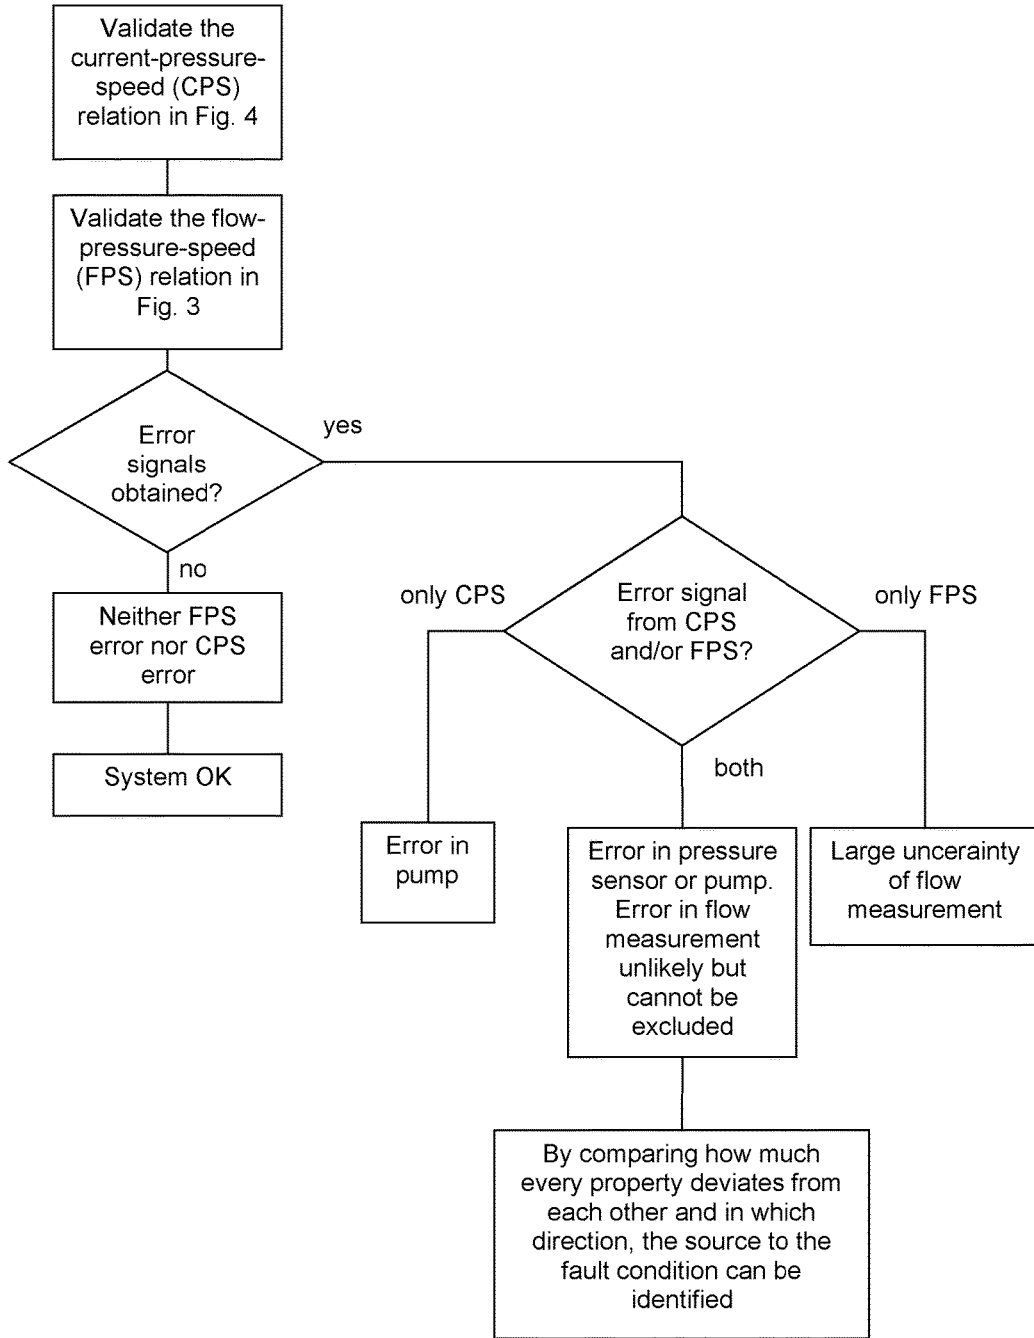 Validate the
current-pressure-
speed (CPS)
relation in Fig. 4
Validate the flow-
pressure-speed
(FPS) relation in
Fig. 3
Error
signals
obtained?
yes
no
Neither FPS
error nor CPS
error
System OK
Error signal
from CPS
and/or FPS?
only CPS
only FPS
both
Error in
pump
Error in pressure
sensor or pump.
Error in flow
measurement
unlikely but
cannot be
excluded
Large uncerainty
of flow
measurement
By comparing how much
every property deviates from
each other and in which
direction, the source to the
fault condition can be
identified